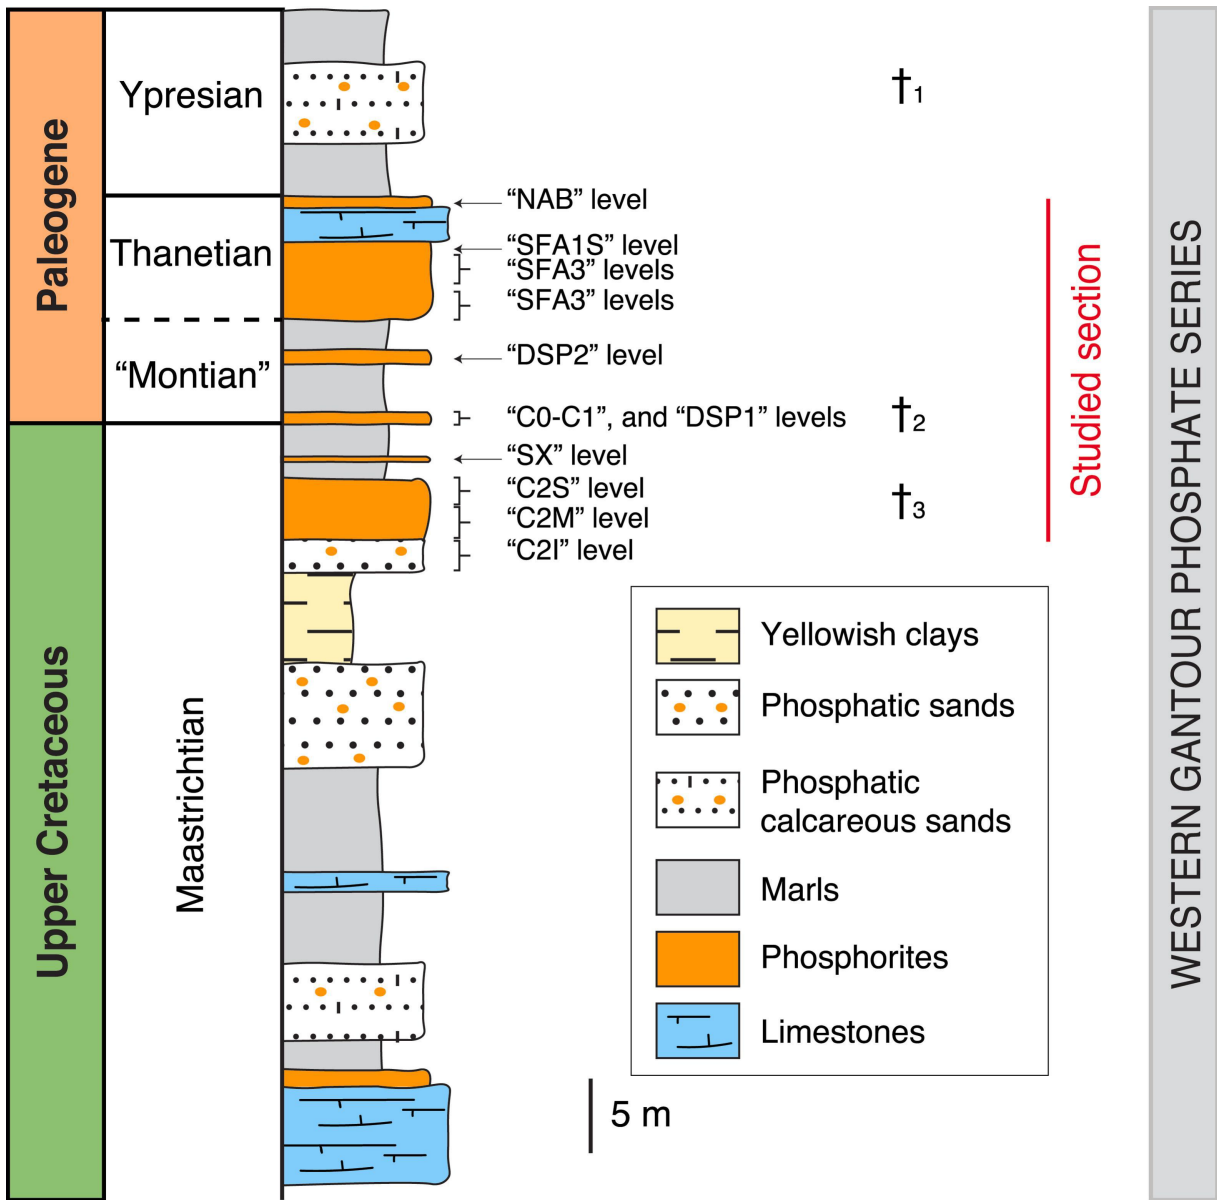 Paleogene
Upper Cretaceous
Ypresian
Thanetian
“Montian”
Maastrichtian
“NAB” level
“SFA1S” level
“SFA3” levels
“SFA3” levels
“DSP2” level
“C0-C1”, and “DSP1” levels
“SX” level
“C2S” level
“C2M” level
“C2I” level
†1
†2
†3
Studied section
WESTERN GANTOUR PHOSPHATE SERIES
Yellowish clays
Phosphatic sands
Phosphatic
calcareous sands
Marls
Phosphorites
Limestones
5 m